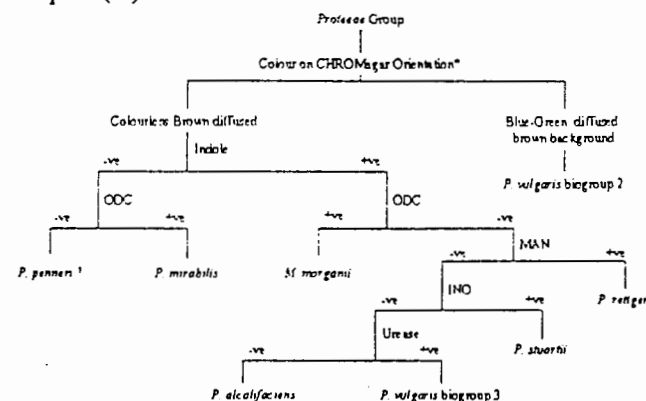 Proteeae Group
Colour on CHROMagar Orientation*
Colourless Brown diffused
Blue-Green diffused
brown background
Indole
-ve +ve
P. vulgaris biogroup 2
ODC ODC
-ve +ve +ve -ve
P. penneri ¹ P. mirabilis M. morganii MAN
-ve +ve
INO P. rettgeri
-ve +ve
Urease P. stuartii
-ve +ve
P. alcalifaciens P. vulgaris biogroup 3